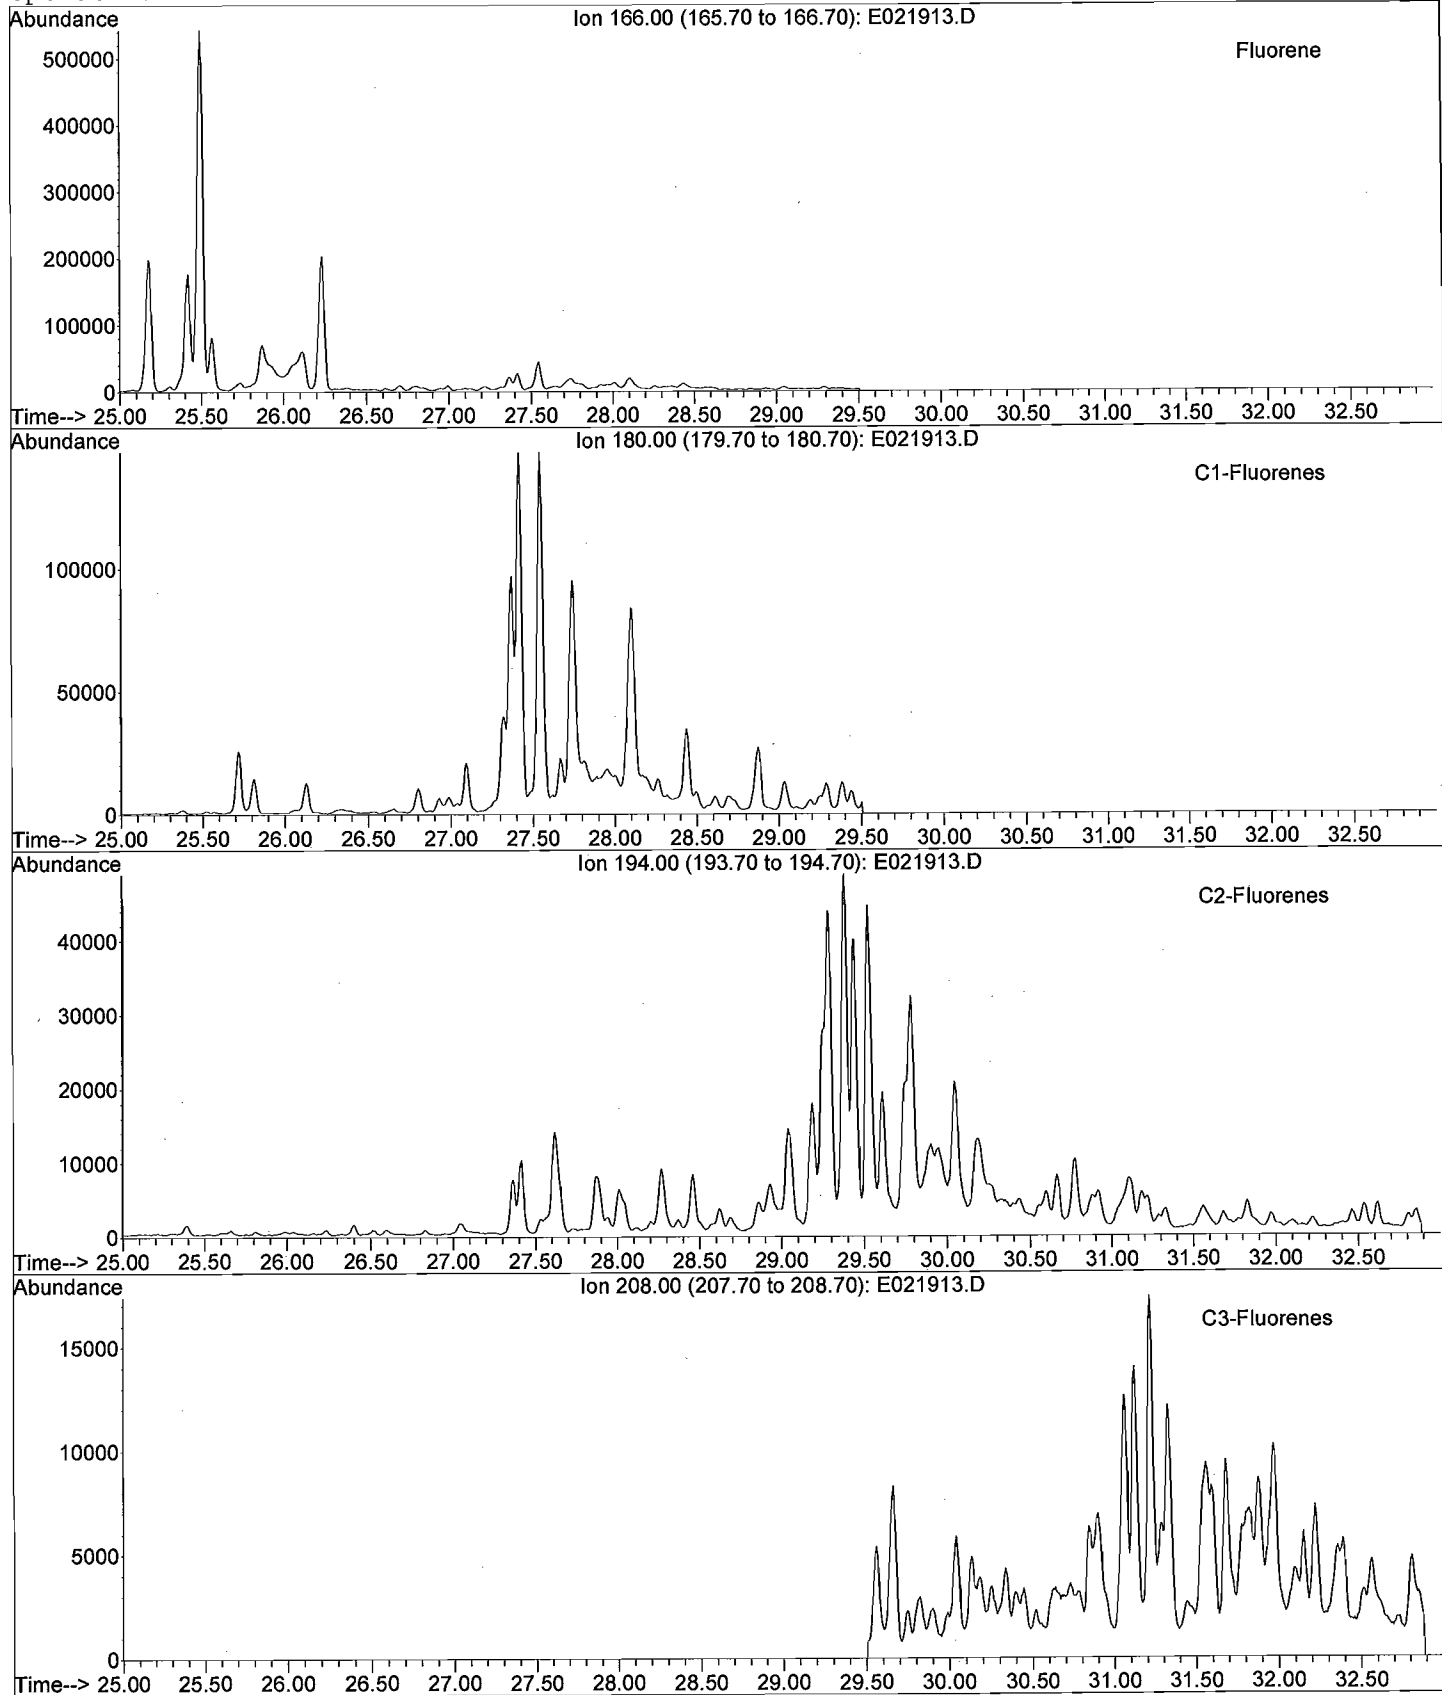 Abundance
Ion 166.00 (165.70 to 166.70): E021913.D
Fluorene
500000
400000
300000
200000
100000
0
Time--> 25.00 25.50 26.00 26.50 27.00 27.50 28.00 28.50 29.00 29.50 30.00 30.50 31.00 31.50 32.00 32.50
Abundance
Ion 180.00 (179.70 to 180.70): E021913.D
C1-Fluorenes
100000
50000
0
Time--> 25.00 25.50 26.00 26.50 27.00 27.50 28.00 28.50 29.00 29.50 30.00 30.50 31.00 31.50 32.00 32.50
Abundance
Ion 194.00 (193.70 to 194.70): E021913.D
C2-Fluorenes
40000
30000
20000
10000
0
Time--> 25.00 25.50 26.00 26.50 27.00 27.50 28.00 28.50 29.00 29.50 30.00 30.50 31.00 31.50 32.00 32.50
Abundance
Ion 208.00 (207.70 to 208.70): E021913.D
C3-Fluorenes
15000
10000
5000
0
Time--> 25.00 25.50 26.00 26.50 27.00 27.50 28.00 28.50 29.00 29.50 30.00 30.50 31.00 31.50 32.00 32.50